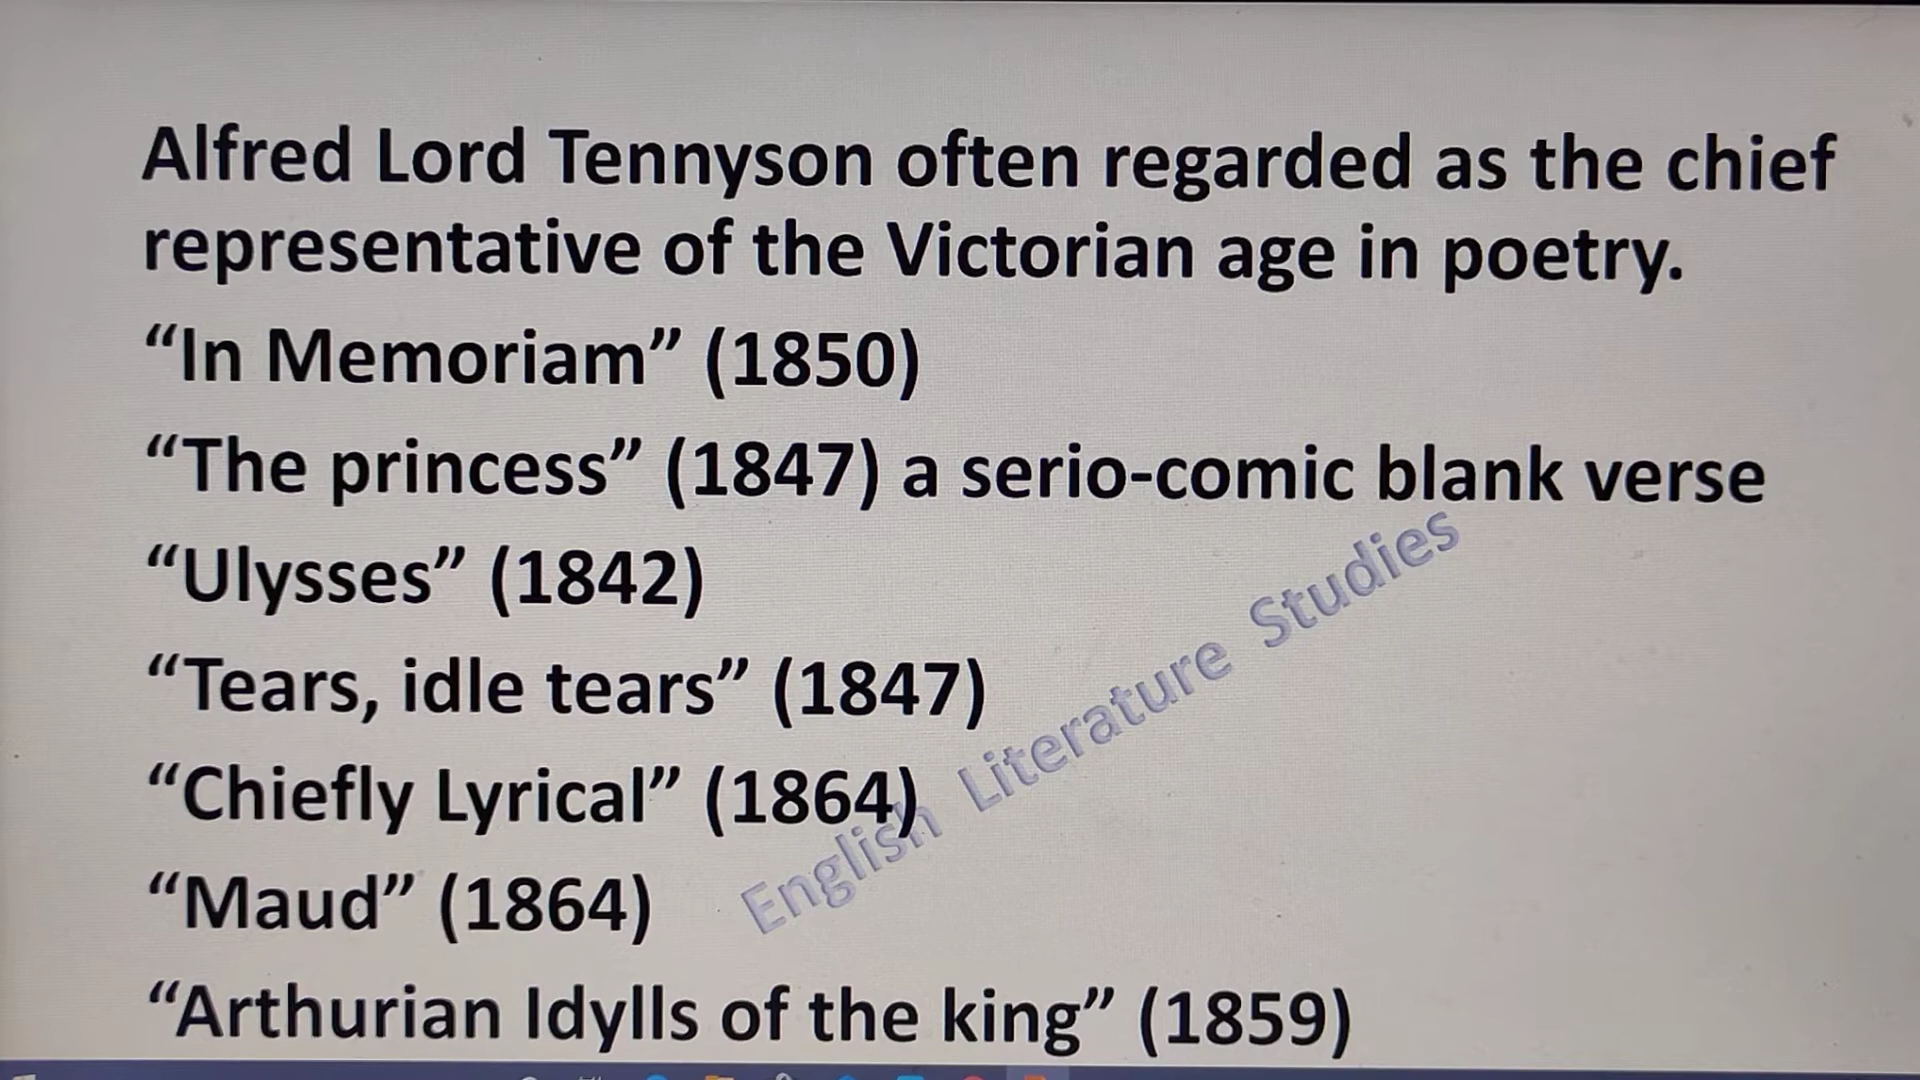 Alfred Lord Tennyson often regarded as the chief
representative of the Victorian age in poetry.
“In Memoriam” (1850)
“The princess” (1847) a serio-comic blank verse
“Ulysses” (1842)
“Tears, idle tears” (1847)
“Chiefly Lyrical” (1864)
“Maud” (1864)
“Arthurian Idylls of the king” (1859)
English Literature Studies